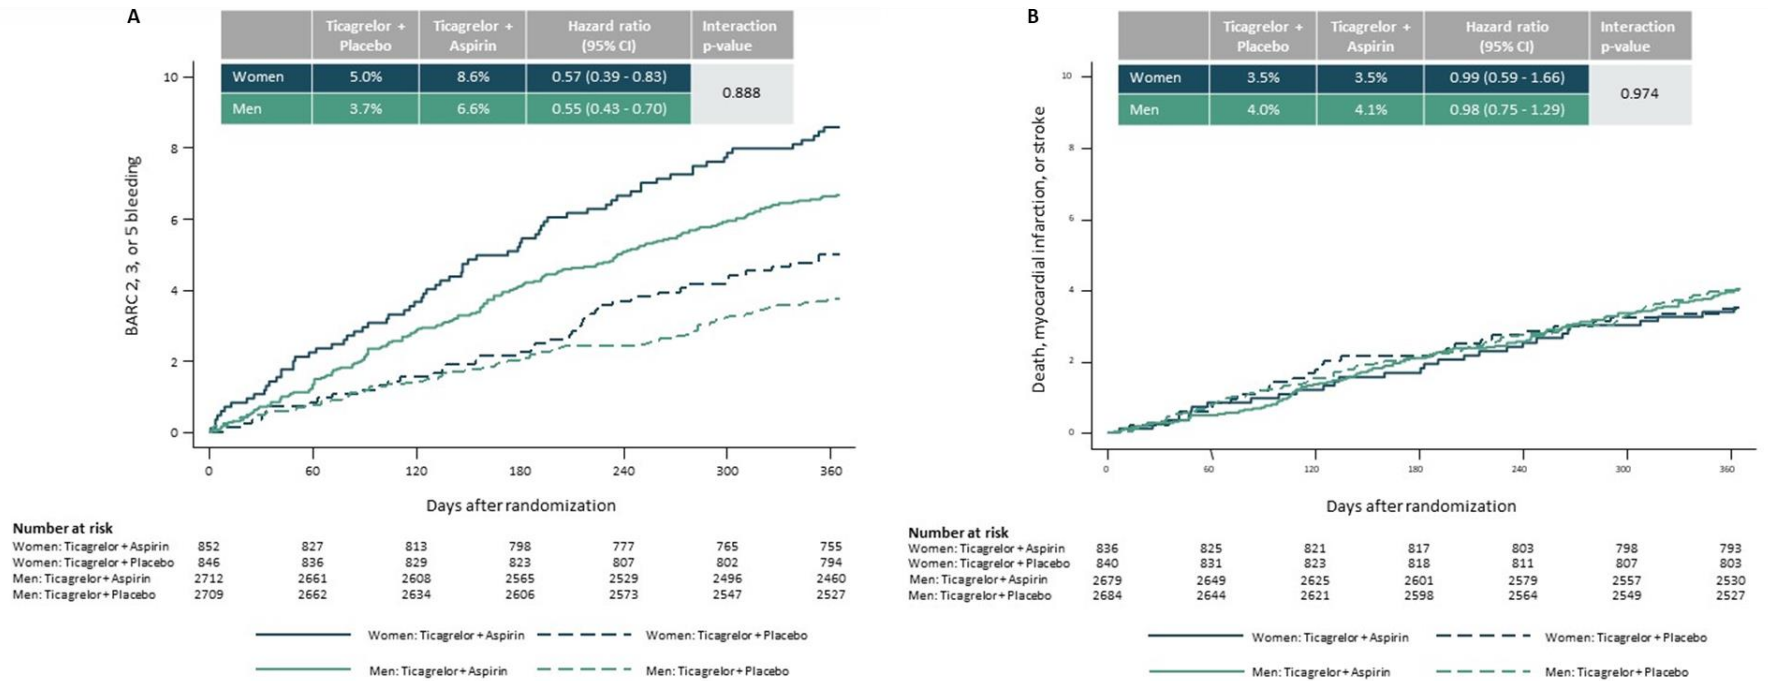 A
Ticagrelor + Placebo Ticagrelor + Aspirin Hazard ratio (95% CI) Interaction p-value
Women 5.0% 8.6% 0.57 (0.39 - 0.83) 0.888
Men 3.7% 6.6% 0.55 (0.43 - 0.70)
BARC 2, 3, or 5 bleeding
10
8
6
4
2
0
0 60 120 180 240 300 360
Days after randomization
Number at risk
Women: Ticagrelor + Aspirin 852 827 813 798 777 765 755
Women: Ticagrelor + Placebo 846 836 829 823 807 802 794
Men: Ticagrelor + Aspirin 2712 2661 2608 2565 2529 2496 2460
Men: Ticagrelor + Placebo 2709 2662 2634 2606 2573 2547 2527
Women: Ticagrelor + Aspirin Women: Ticagrelor + Placebo
Men: Ticagrelor + Aspirin Men: Ticagrelor + Placebo
B
Ticagrelor + Placebo Ticagrelor + Aspirin Hazard ratio (95% CI) Interaction p-value
Women 3.5% 3.5% 0.99 (0.59 - 1.66) 0.974
Men 4.0% 4.1% 0.98 (0.75 - 1.29)
Death, myocardial infarction, or stroke
10
8
6
4
2
0
0 60 120 180 240 300 360
Days after randomization
Number at risk
Women: Ticagrelor + Aspirin 836 825 821 817 803 798 793
Women: Ticagrelor + Placebo 840 831 823 818 811 807 803
Men: Ticagrelor + Aspirin 2679 2649 2625 2601 2579 2557 2530
Men: Ticagrelor + Placebo 2684 2644 2621 2598 2564 2549 2527
Women: Ticagrelor + Aspirin Women: Ticagrelor + Placebo
Men: Ticagrelor + Aspirin Men: Ticagrelor + Placebo